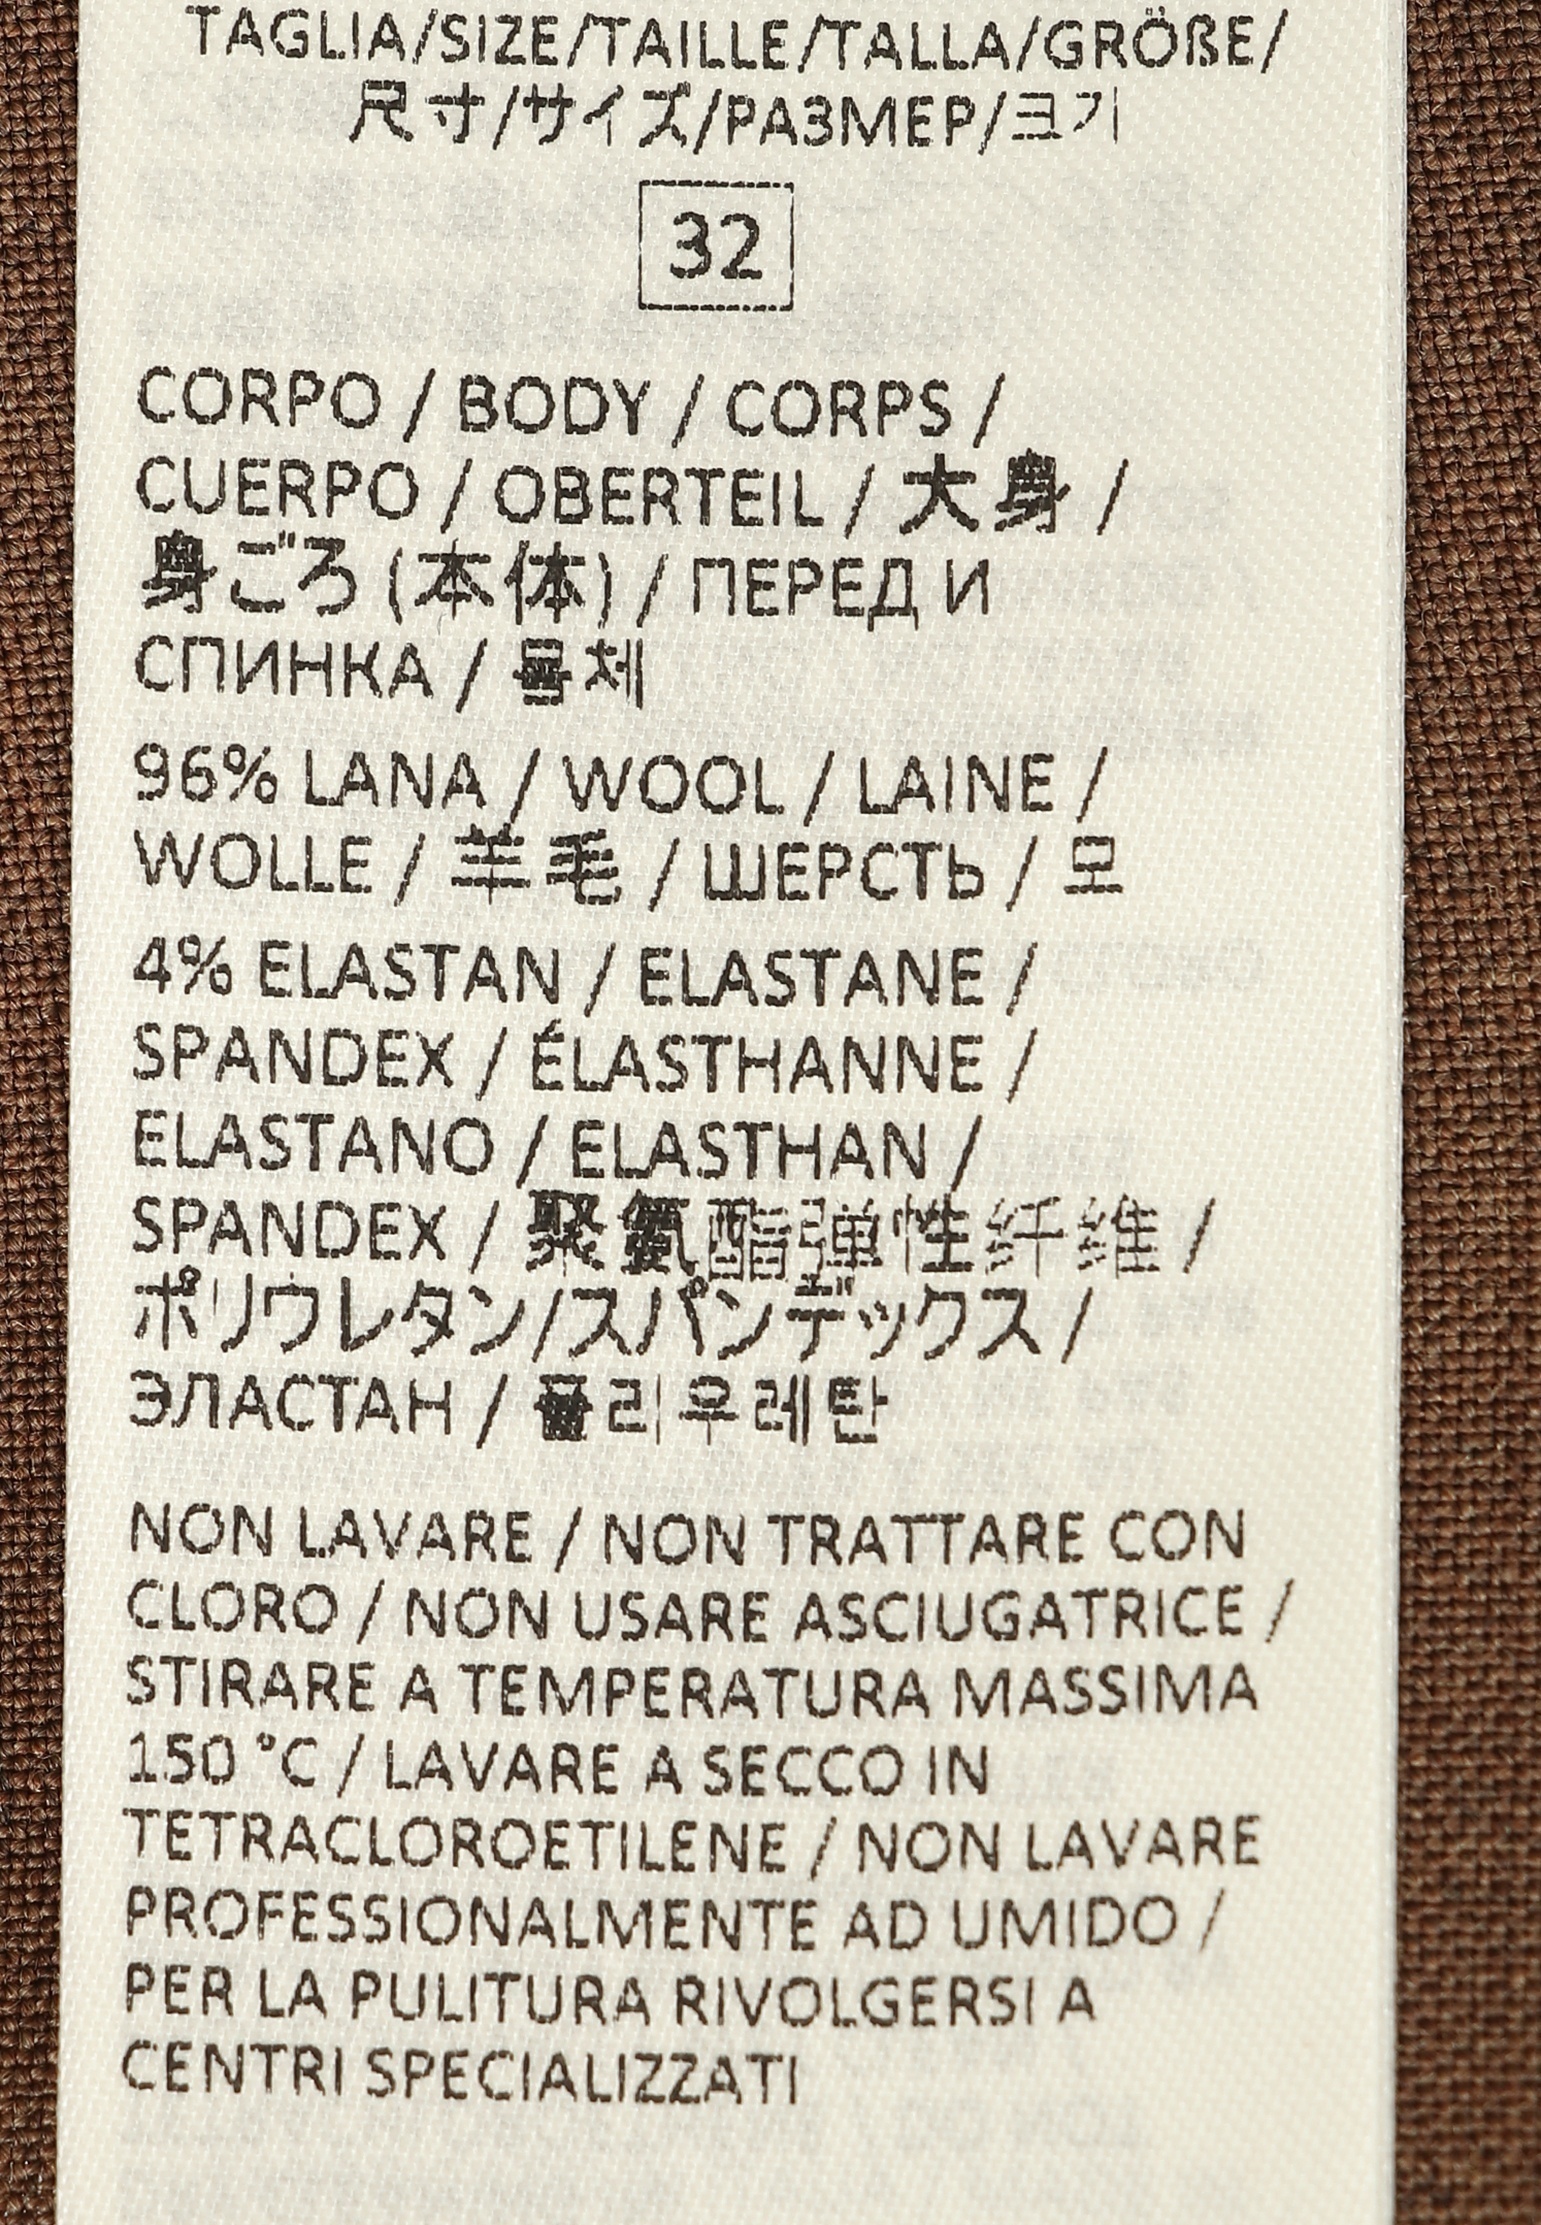 TAGLIA/SIZE/TAILLE/TALLA/GRÖßE/
尺寸/サイズ/РАЗМЕР/크기
32
CORPO / BODY / CORPS /
CUERPO / OBERTEIL / 大身 /
身ごろ (本体) / ПЕРЕД И
СПИНКА / 몸체
96% LANA / WOOL / LAINE /
WOLLE / 羊毛 / ШЕРСТЬ / 모
4% ELASTAN / ELASTANE /
SPANDEX / ÉLASTHANNE /
ELASTANO / ELASTHAN /
SPANDEX / 聚氨酯弹性纤维 /
ポリウレタン/スパンデックス /
ЭЛАСТАН / 폴리우레탄
NON LAVARE / NON TRATTARE CON
CLORO / NON USARE ASCIUGATRICE /
STIRARE A TEMPERATURA MASSIMA
150 °C / LAVARE A SECCO IN
TETRACLOROETILENE / NON LAVARE
PROFESSIONALMENTE AD UMIDO /
PER LA PULITURA RIVOLGERSI A
CENTRI SPECIALIZZATI